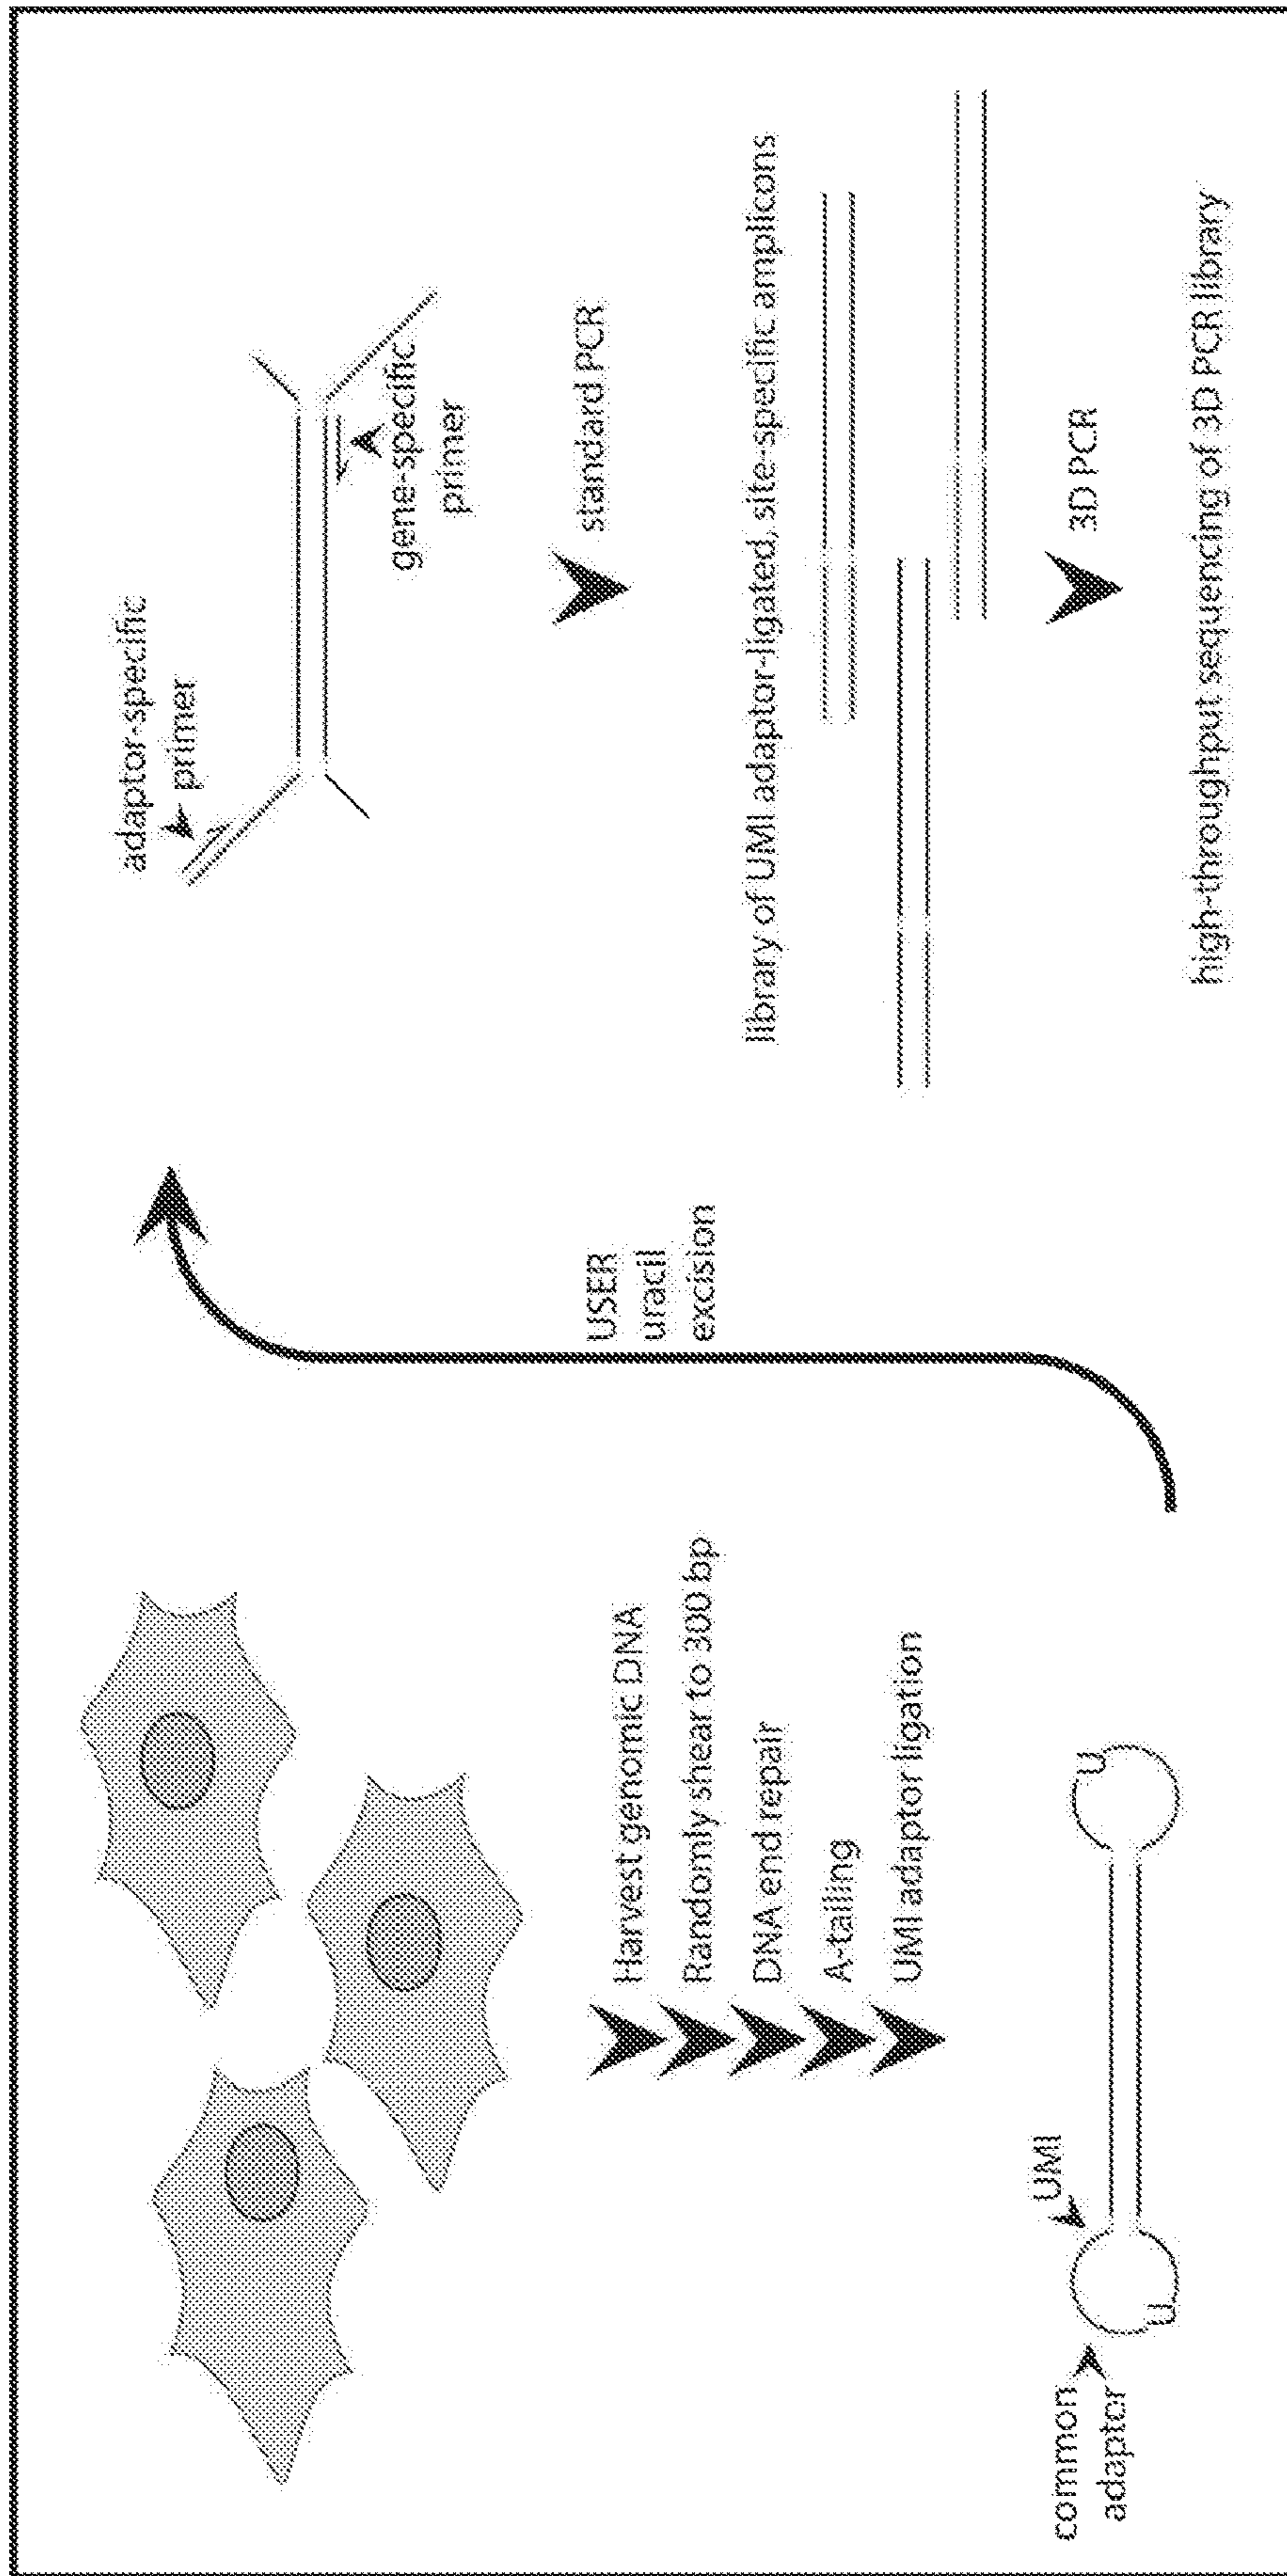 Harvest genomic DNA
Randomly shear to 300 bp
DNA end repair
A-tailing
UMI adaptor ligation
UMI
common
adaptor
U
U
USER
uracil
excision
adaptor-specific
primer
gene-specific
primer
standard PCR
library of UMI adaptor-ligated, site-specific amplicons
3D PCR
high-throughput sequencing of 3D PCR library